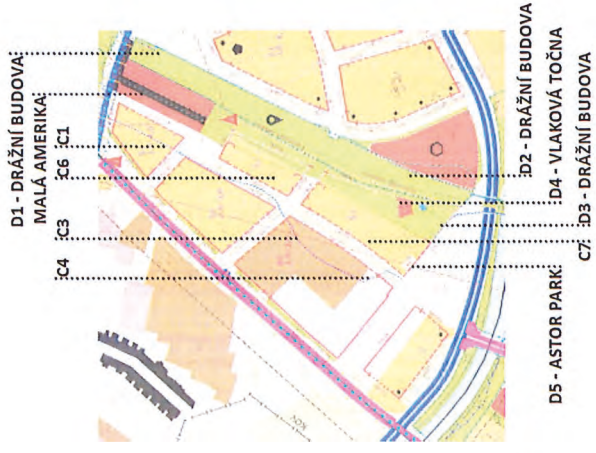 D1 - DRÁŽNÍ BUDOVA
MALÁ AMERIKA
C1
C6
C3
C4
D2 - DRÁŽNÍ BUDOVA
D4 - VLAKOVÁ TOČNA
D3 - DRÁŽNÍ BUDOVA
C7
D5 - ASTOR PARK
KOV